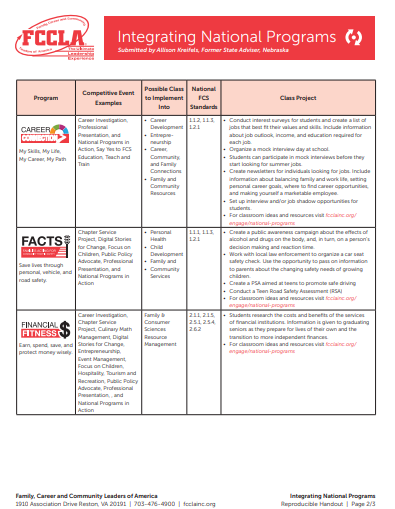 FCCLA
The Ultimate
Leadership
Experience
Integrating National Programs
Submitted by Allison Kreifels, Former State Adviser, Nebraska
Program
Competitive Event
Examples
Possible Class
to Implement
Into
National
FCS
Standards
Class Project
CAREER
connection
My Skills, My Life,
My Career, My Path
Career Investigation,
Professional
Presentation, and
National Programs in
Action, Say Yes to FCS
Education, Teach and
Train
• Career
Development
• Entrepre-
neurship
• Career,
Community,
and Family
Connections
• Family and
Community
Resources
1.1.2, 1.1.3,
1.2.1
• Conduct interest surveys for students and create a list of
jobs that best fit their values and skills. Include information
about job outlook, income, and education required for
each job.
• Organize a mock interview day at school.
• Students can participate in mock interviews before they
start looking for summer jobs.
• Create newsletters for individuals looking for jobs. Include
information about balancing family and work life, setting
personal career goals, where to find career opportunities,
and making yourself a marketable employee.
• Set up interview and/or job shadow opportunities for
students.
• For classroom ideas and resources visit fcclainc.org/
engage/national-programs
FACTS
Save lives through
personal, vehicle, and
road safety.
Chapter Service
Project, Digital Stories
for Change, Focus on
Children, Public Policy
Advocate, Professional
Presentation, and
National Programs in
Action
• Personal
Health
• Child
Development
• Family and
Community
Services
1.1.1, 1.1.3,
1.2.1
• Create a public awareness campaign about the effects of
alcohol and drugs on the body, and, in turn, on a person's
decision making and reaction time.
• Work with local law enforcement to organize a car seat
safety check. Use the opportunity to pass on information
to parents about the changing safety needs of growing
children.
• Create a PSA aimed at teens to promote safe driving
• Conduct a Teen Road Safety Assessment (RSA)
• For classroom ideas and resources visit fcclainc.org/
engage/national-programs
FINANCIAL
FITNESS
Earn, spend, save, and
protect money wisely.
Career Investigation,
Chapter Service
Project, Culinary Math
Management, Digital
Stories for Change,
Entrepreneurship,
Event Management,
Focus on Children,
Hospitality, Tourism and
Recreation, Public Policy
Advocate, Professional
Presentation, , and
National Programs in
Action
Family &
Consumer
Sciences
Resource
Management
2.1.1, 2.1.5,
2.5.1, 2.5.4,
2.6.2
• Students research the costs and benefits of the services
of financial institutions. Information is given to graduating
seniors as they prepare for lives of their own and the
transition to more independent finances.
• For classroom ideas and resources visit fcclainc.org/
engage/national-programs
Family, Career and Community Leaders of America
1910 Association Drive Reston, VA 20191 | 703-476-4900 | fcclainc.org
Integrating National Programs
Reproducible Handout | Page 2/3